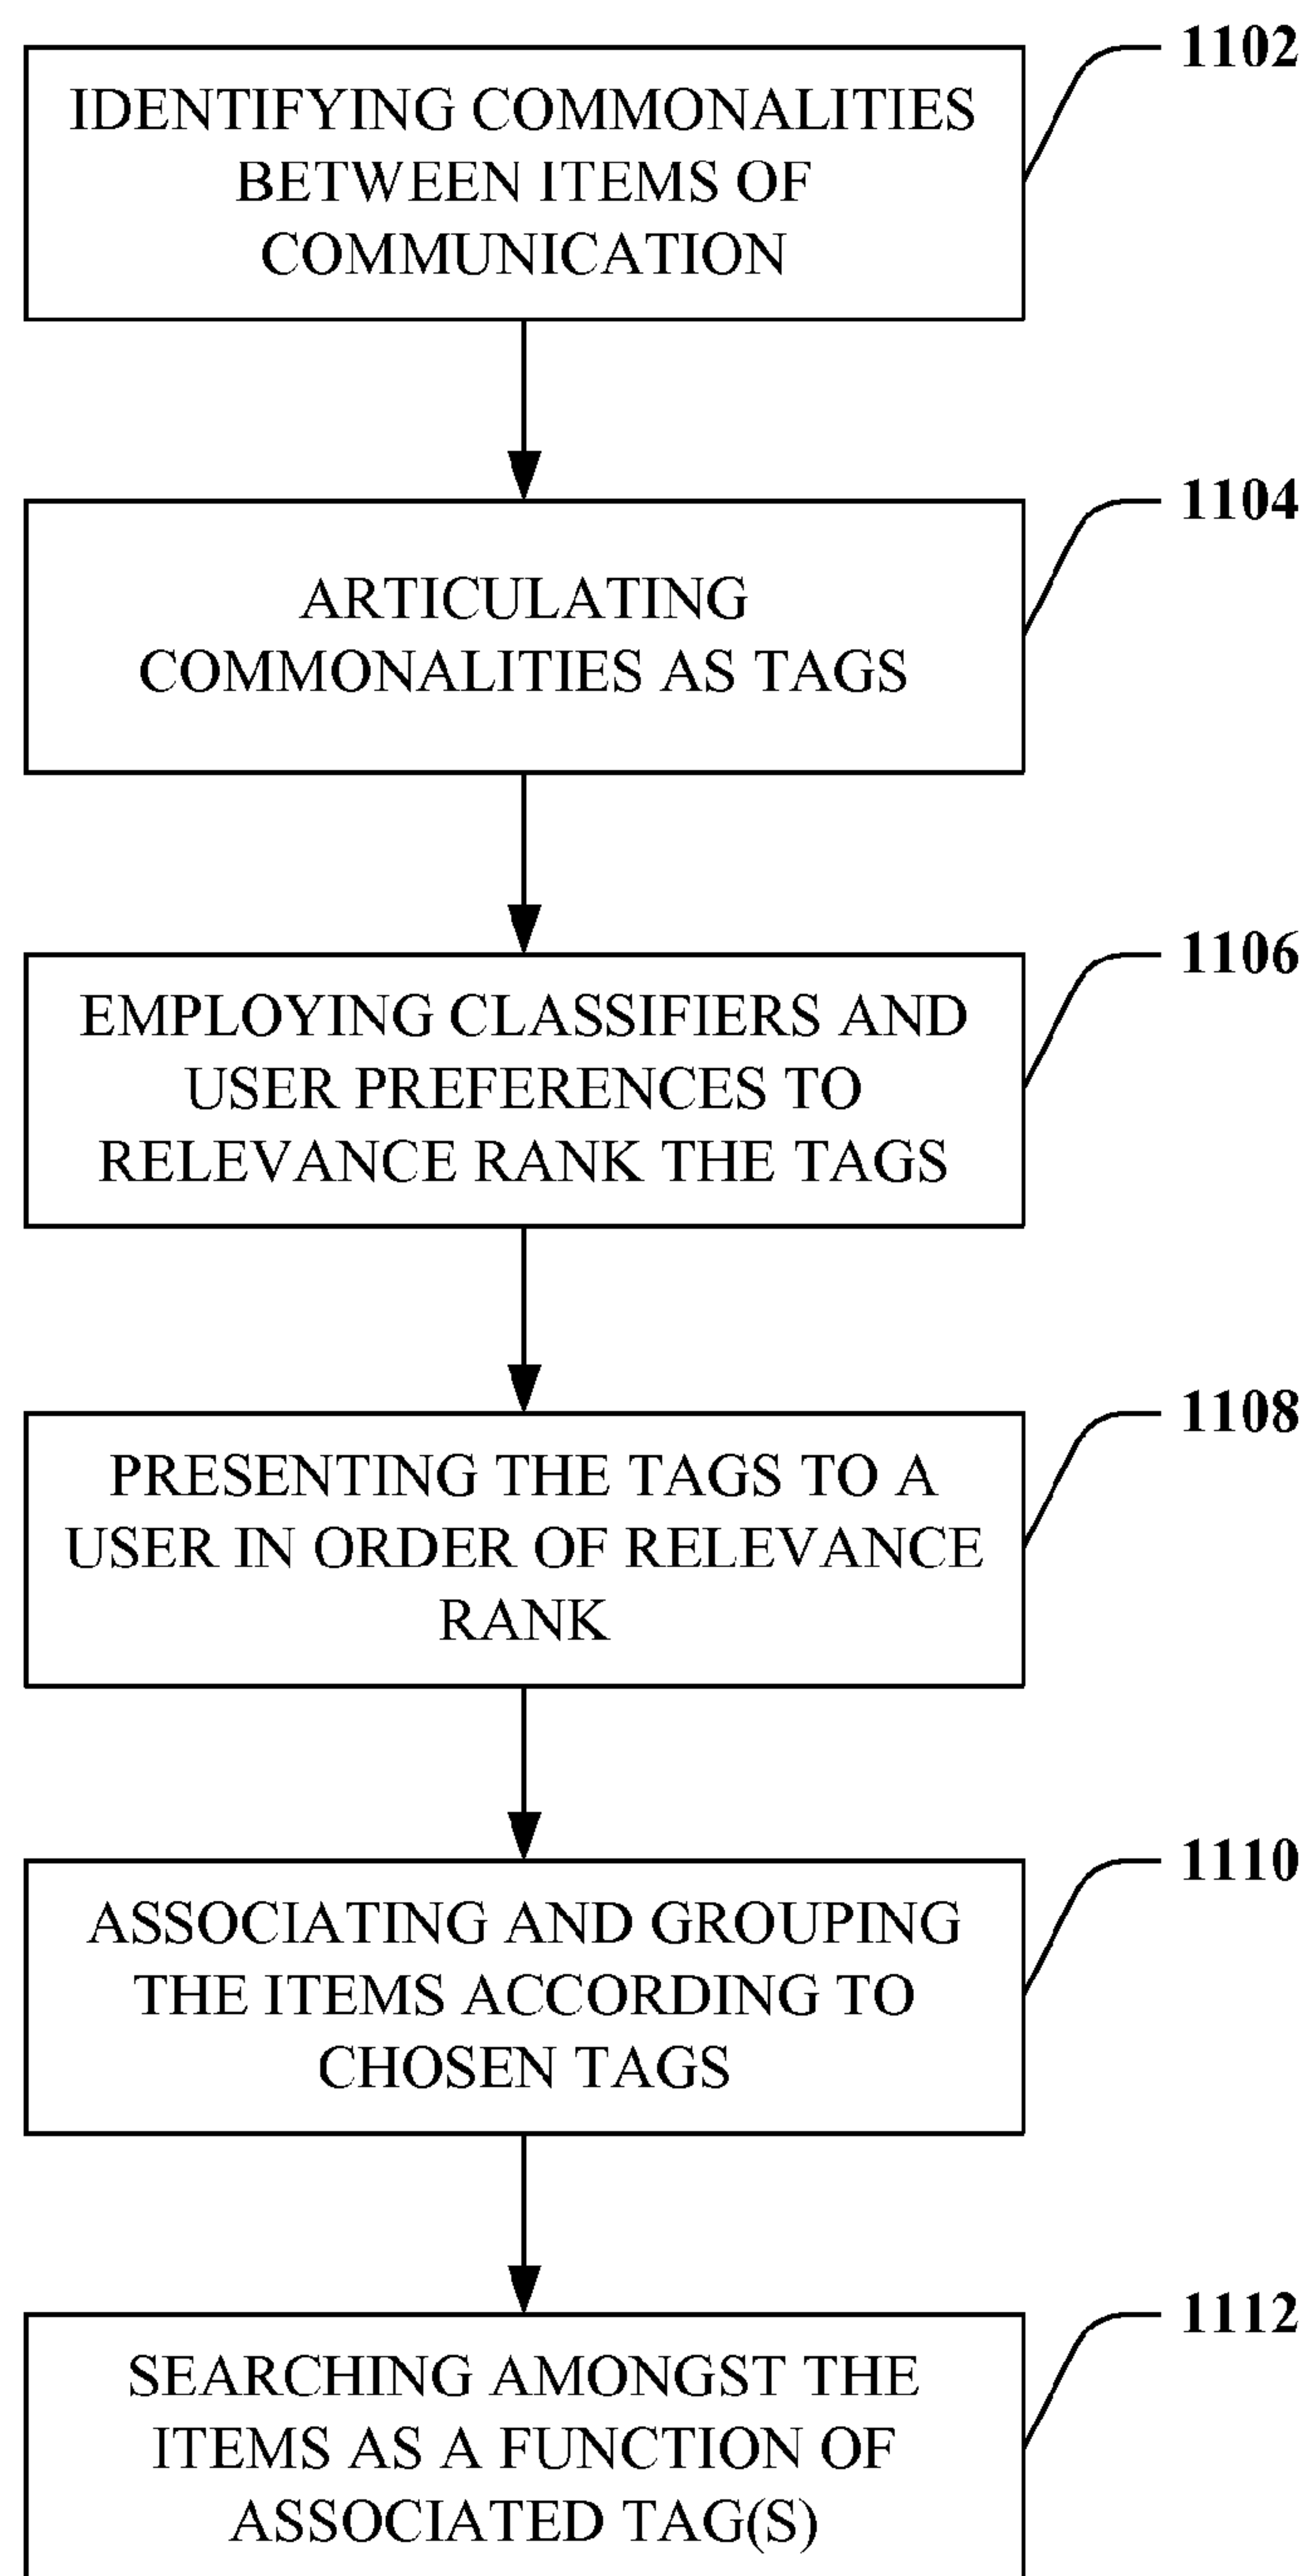 1102
IDENTIFYING COMMONALITIES
BETWEEN ITEMS OF
COMMUNICATION
1104
ARTICULATING
COMMONALITIES AS TAGS
1106
EMPLOYING CLASSIFIERS AND
USER PREFERENCES TO
RELEVANCE RANK THE TAGS
1108
PRESENTING THE TAGS TO A
USER IN ORDER OF RELEVANCE
RANK
1110
ASSOCIATING AND GROUPING
THE ITEMS ACCORDING TO
CHOSEN TAGS
1112
SEARCHING AMONGST THE
ITEMS AS A FUNCTION OF
ASSOCIATED TAG(S)